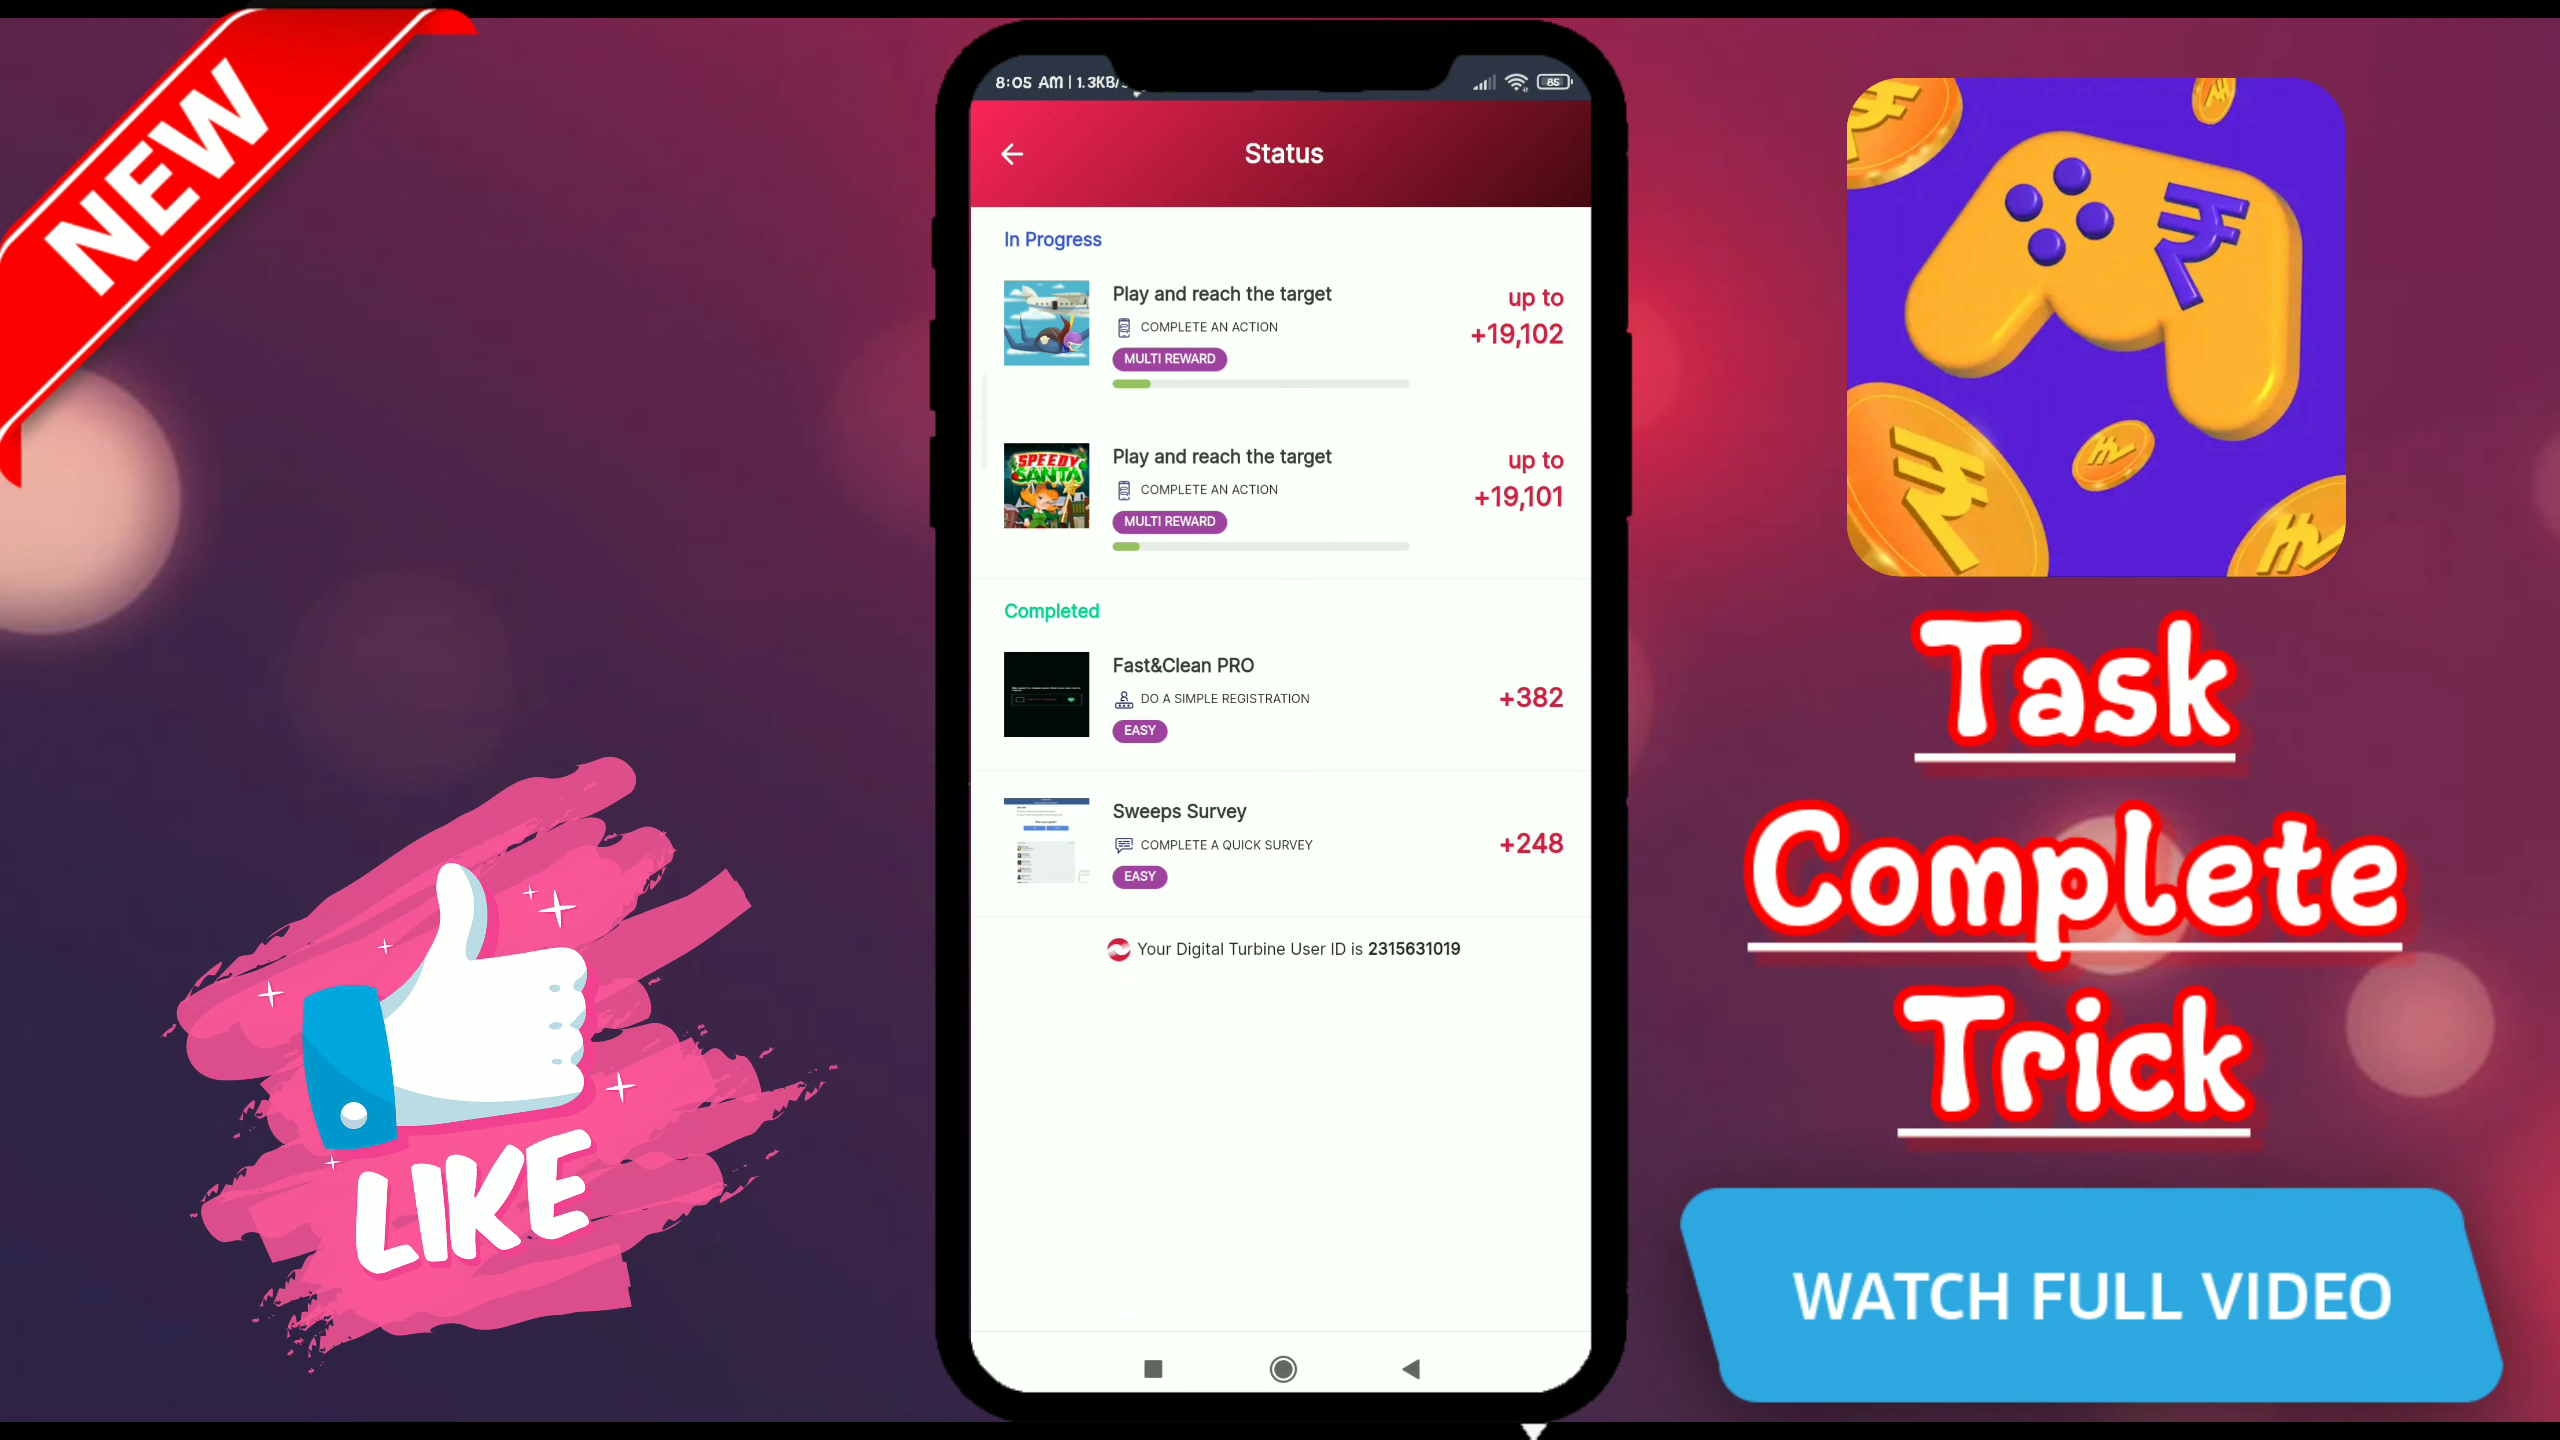 NEW
8:05 AM | 1.3KB/
85
Status
In Progress
Play and reach the target
COMPLETE AN ACTION
MULTI REWARD
up to
+19,102
SPEEDY
SANTA
Play and reach the target
COMPLETE AN ACTION
MULTI REWARD
up to
+19,101
Completed
Fast&Clean PRO
DO A SIMPLE REGISTRATION
EASY
+382
Sweeps Survey
COMPLETE A QUICK SURVEY
EASY
+248
Your Digital Turbine User ID is 2315631019
LIKE
₹
Task
Complete
Trick
WATCH FULL VIDEO